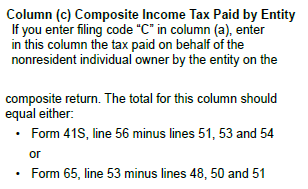 Column (c) Composite Income Tax Paid by Entity
If you enter filing code “C” in column (a), enter
in this column the tax paid on behalf of the
nonresident individual owner by the entity on the
composite return. The total for this column should
equal either:
• Form 41S, line 56 minus lines 51, 53 and 54
or
• Form 65, line 53 minus lines 48, 50 and 51